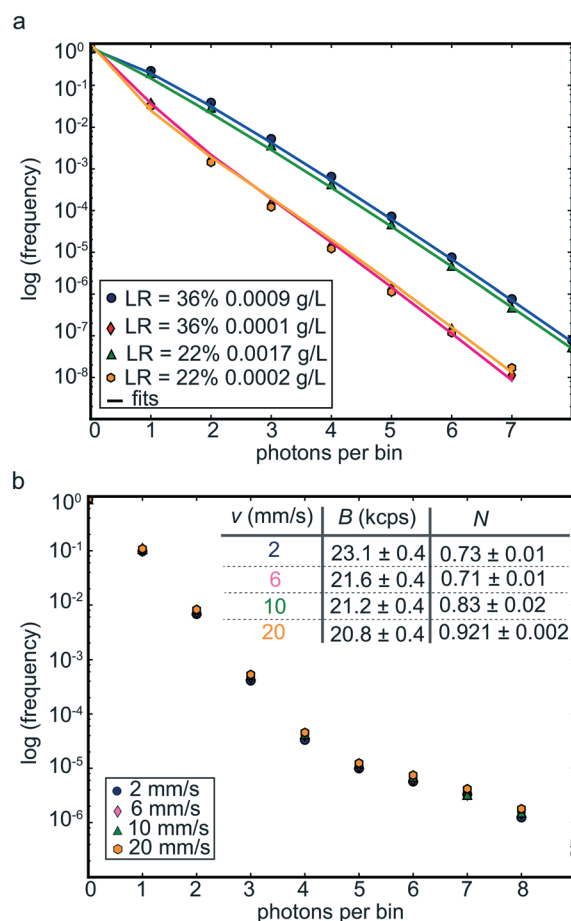 a
log (frequency)
10^0
10^-1
10^-2
10^-3
10^-4
10^-5
10^-6
10^-7
10^-8
LR = 36% 0.0009 g/L
LR = 36% 0.0001 g/L
LR = 22% 0.0017 g/L
LR = 22% 0.0002 g/L
fits
0 1 2 3 4 5 6 7
photons per bin
b
log (frequency)
10^0
10^-1
10^-2
10^-3
10^-4
10^-5
10^-6
v (mm/s) B (kcps) N
2 23.1 ± 0.4 0.73 ± 0.01
6 21.6 ± 0.4 0.71 ± 0.01
10 21.2 ± 0.4 0.83 ± 0.02
20 20.8 ± 0.4 0.921 ± 0.002
2 mm/s
6 mm/s
10 mm/s
20 mm/s
0 1 2 3 4 5 6 7 8
photons per bin